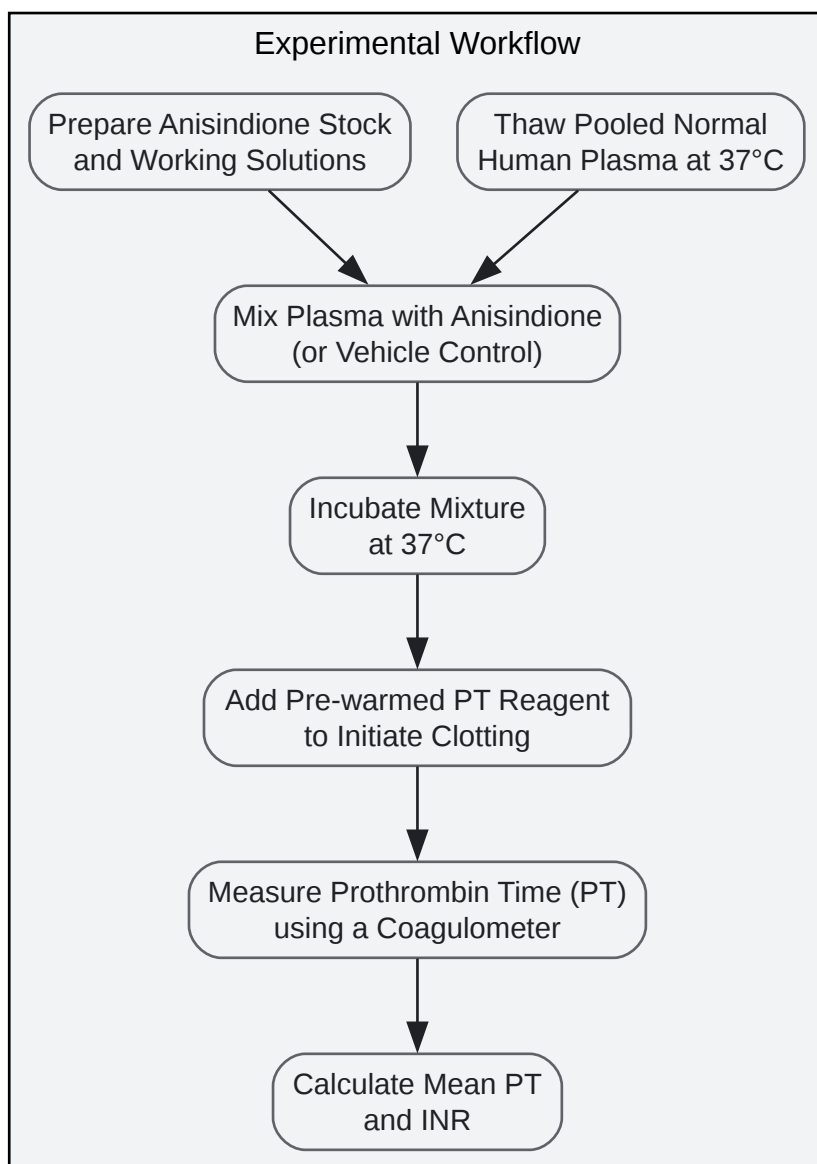 Experimental Workflow
Prepare Anisindione Stock
and Working Solutions
Thaw Pooled Normal
Human Plasma at 37°C
Mix Plasma with Anisindione
(or Vehicle Control)
Incubate Mixture
at 37°C
Add Pre-warmed PT Reagent
to Initiate Clotting
Measure Prothrombin Time (PT)
using a Coagulometer
Calculate Mean PT
and INR